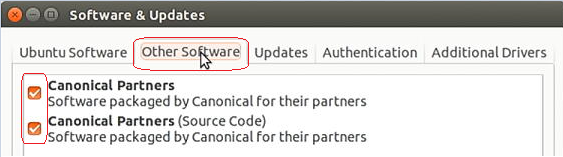 Software & Updates
Ubuntu Software Other Software Updates Authentication Additional Drivers
Canonical Partners
Software packaged by Canonical for their partners
Canonical Partners (Source Code)
Software packaged by Canonical for their partners